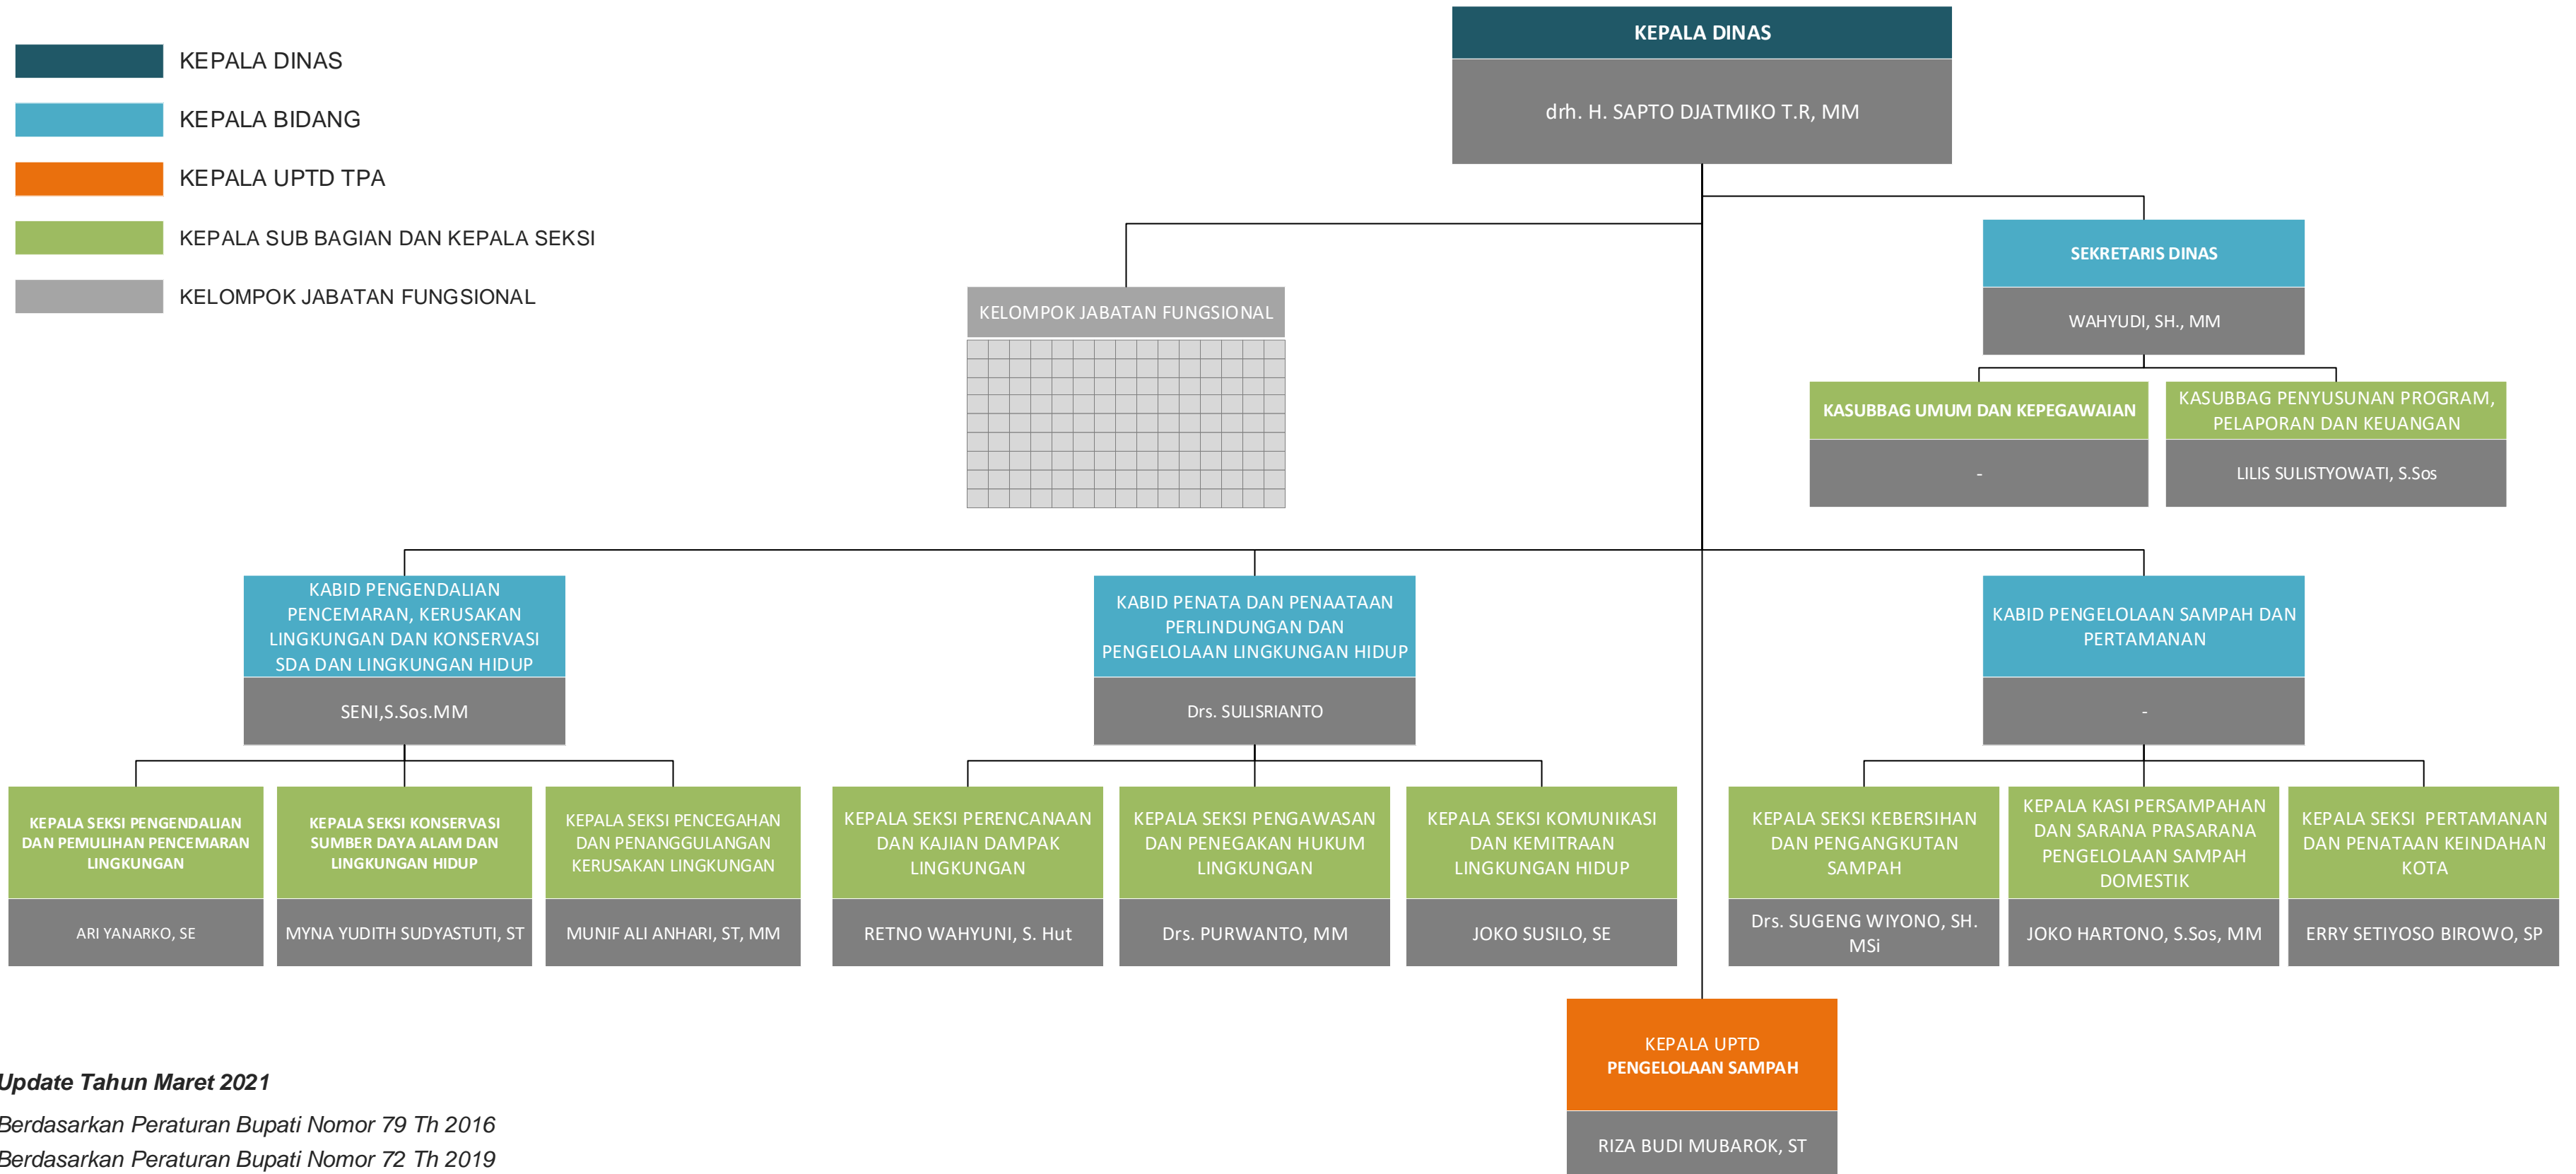 KEPALA DINAS
KEPALA BIDANG
KEPALA UPTD TPA
KEPALA SUB BAGIAN DAN KEPALA SEKSI
KELOMPOK JABATAN FUNGSIONAL
KEPALA DINAS
drh. H. SAPTO DJATMIKO T.R, MM
KELOMPOK JABATAN FUNGSIONAL
SEKRETARIS DINAS
WAHYUDI, SH., MM
KASUBBAG UMUM DAN KEPEGAWAIAN
-
KASUBBAG PENYUSUNAN PROGRAM,
PELAPORAN DAN KEUANGAN
LILIS SULISTYOWATI, S.Sos
KABID PENGENDALIAN
PENCEMARAN, KERUSAKAN
LINGKUNGAN DAN KONSERVASI
SDA DAN LINGKUNGAN HIDUP
SENI,S.Sos.MM
KABID PENATA DAN PENAATAAN
PERLINDUNGAN DAN
PENGELOLAAN LINGKUNGAN HIDUP
Drs. SULISRIANTO
KABID PENGELOLAAN SAMPAH DAN
PERTAMANAN
-
KEPALA SEKSI PENGENDALIAN
DAN PEMULIHAN PENCEMARAN
LINGKUNGAN
ARI YANARKO, SE
KEPALA SEKSI KONSERVASI
SUMBER DAYA ALAM DAN
LINGKUNGAN HIDUP
MYNA YUDITH SUDYASTUTI, ST
KEPALA SEKSI PENCEGAHAN
DAN PENANGGULANGAN
KERUSAKAN LINGKUNGAN
MUNIF ALI ANHARI, ST, MM
KEPALA SEKSI PERENCANAAN
DAN KAJIAN DAMPAK
LINGKUNGAN
RETNO WAHYUNI, S. Hut
KEPALA SEKSI PENGAWASAN
DAN PENEGAKAN HUKUM
LINGKUNGAN
Drs. PURWANTO, MM
KEPALA SEKSI KOMUNIKASI
DAN KEMITRAAN
LINGKUNGAN HIDUP
JOKO SUSILO, SE
KEPALA SEKSI KEBERSIHAN
DAN PENGANGKUTAN
SAMPAH
Drs. SUGENG WIYONO, SH.
MSi
KEPALA KASI PERSAMPAHAN
DAN SARANA PRASARANA
PENGELOLAAN SAMPAH
DOMESTIK
JOKO HARTONO, S.Sos, MM
KEPALA SEKSI PERTAMANAN
DAN PENATAAN KEINDAHAN
KOTA
ERRY SETIYOSO BIROWO, SP
KEPALA UPTD
PENGELOLAAN SAMPAH
RIZA BUDI MUBAROK, ST
Update Tahun Maret 2021
Berdasarkan Peraturan Bupati Nomor 79 Th 2016
Berdasarkan Peraturan Bupati Nomor 72 Th 2019